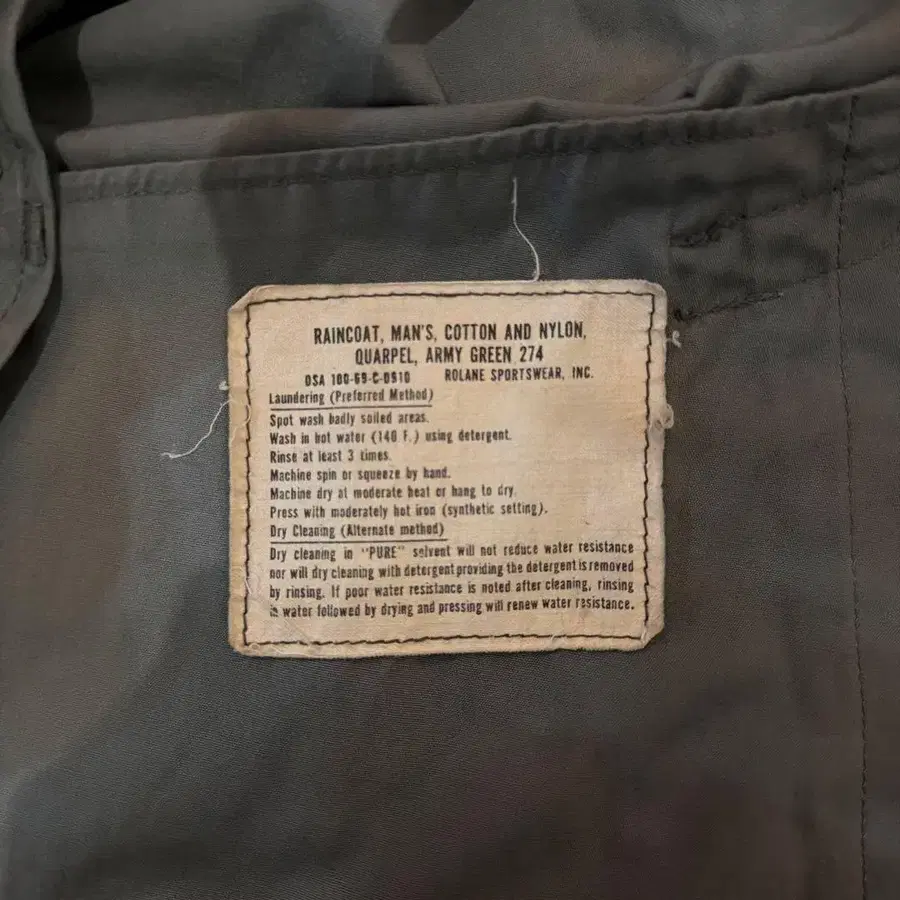 RAINCOAT, MAN'S, COTTON AND NYLON,
QUARPEL, ARMY GREEN 274
DSA 100-69-C-0510 ROLANE SPORTSWEAR, INC.
Laundering (Preferred Method)
Spot wash badly soiled areas.
Wash in hot water (140 F.) using detergent.
Rinse at least 3 times.
Machine spin or squeeze by hand.
Machine dry at moderate heat or hang to dry.
Press with moderately hot iron (synthetic setting).
Dry Cleaning (Alternate method)
Dry cleaning in "PURE" solvent will not reduce water resistance
nor will dry cleaning with detergent providing the detergent is removed
by rinsing. If poor water resistance is noted after cleaning, rinsing
in water followed by drying and pressing will renew water resistance.